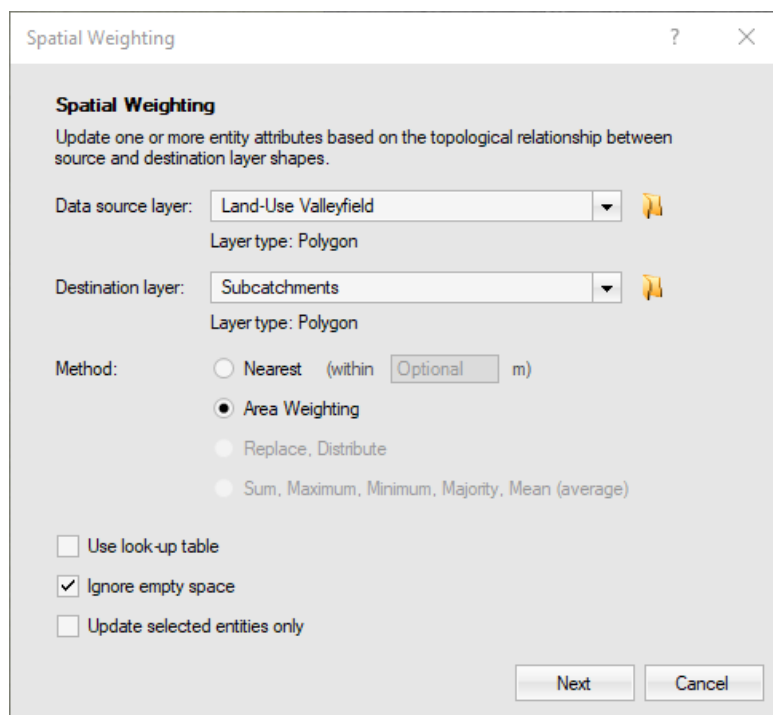 Spatial Weighting ?
Spatial Weighting
Update one or more entity attributes based on the topological relationship between
source and destination layer shapes.
Data source layer: Land-Use Valleyfield
Layer type: Polygon
Destination layer: Subcatchments
Layer type: Polygon
Method: Nearest (within Optional m)
Area Weighting
Replace, Distribute
Sum, Maximum, Minimum, Majority, Mean (average)
Use look-up table
Ignore empty space
Update selected entities only
Next Cancel